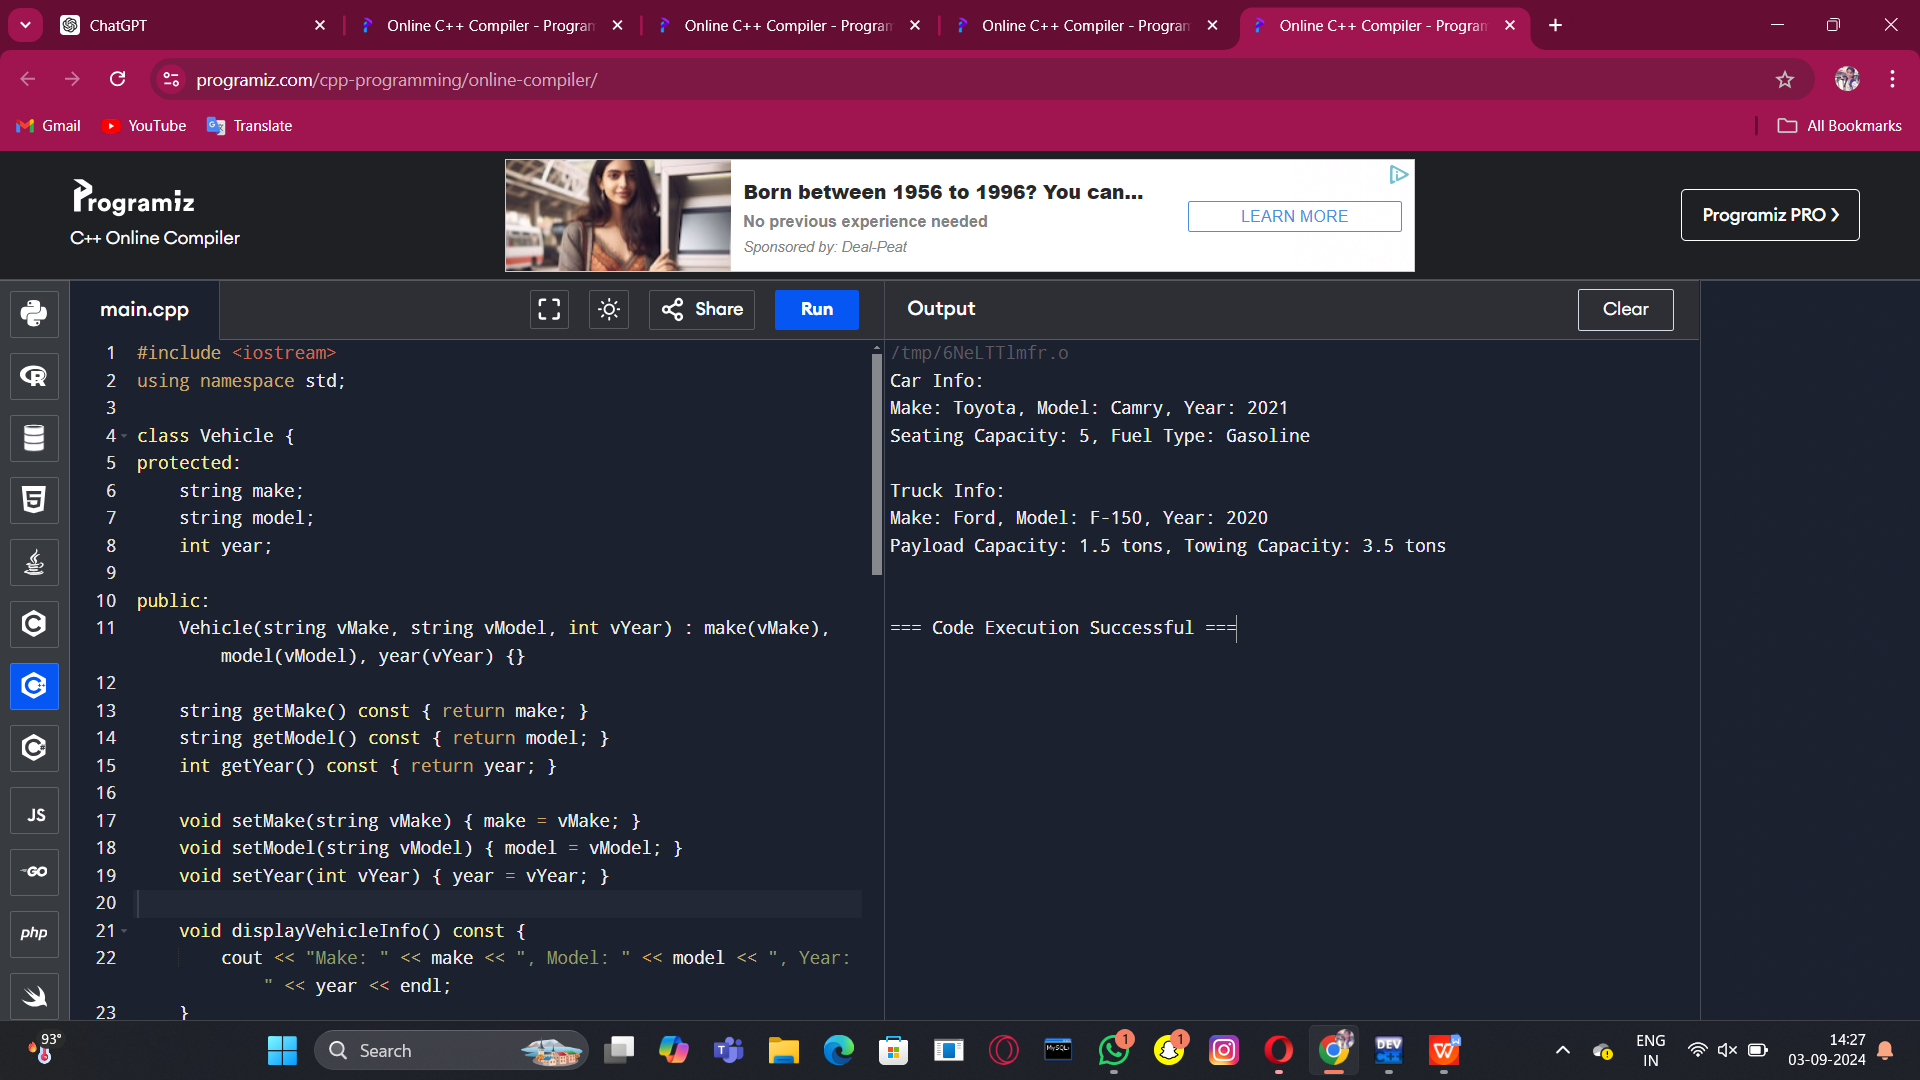 ChatGPT
Online C++ Compiler - Program
Online C++ Compiler - Program
Online C++ Compiler - Program
Online C++ Compiler - Program
programiz.com/cpp-programming/online-compiler/
Gmail
YouTube
Translate
All Bookmarks
Programiz
C++ Online Compiler
Born between 1956 to 1996? You can...
No previous experience needed
Sponsored by: Deal-Peat
LEARN MORE
Programiz PRO >
main.cpp
Share
Run
Output
Clear
1 #include <iostream>
2 using namespace std;
3
4 class Vehicle {
5 protected:
6 string make;
7 string model;
8 int year;
9
10 public:
11 Vehicle(string vMake, string vModel, int vYear) : make(vMake),
model(vModel), year(vYear) {}
12
13 string getMake() const { return make; }
14 string getModel() const { return model; }
15 int getYear() const { return year; }
16
17 void setMake(string vMake) { make = vMake; }
18 void setModel(string vModel) { model = vModel; }
19 void setYear(int vYear) { year = vYear; }
20
21 void displayVehicleInfo() const {
22 cout << "Make: " << make << ", Model: " << model << ", Year:
" << year << endl;
23 }
/tmp/6NeLTTlmfr.o
Car Info:
Make: Toyota, Model: Camry, Year: 2021
Seating Capacity: 5, Fuel Type: Gasoline
Truck Info:
Make: Ford, Model: F-150, Year: 2020
Payload Capacity: 1.5 tons, Towing Capacity: 3.5 tons
=== Code Execution Successful ===
JS
GO
php
93°
Search
MySQL
1
1
DEV
C++
W
ENG
IN
14:27
03-09-2024